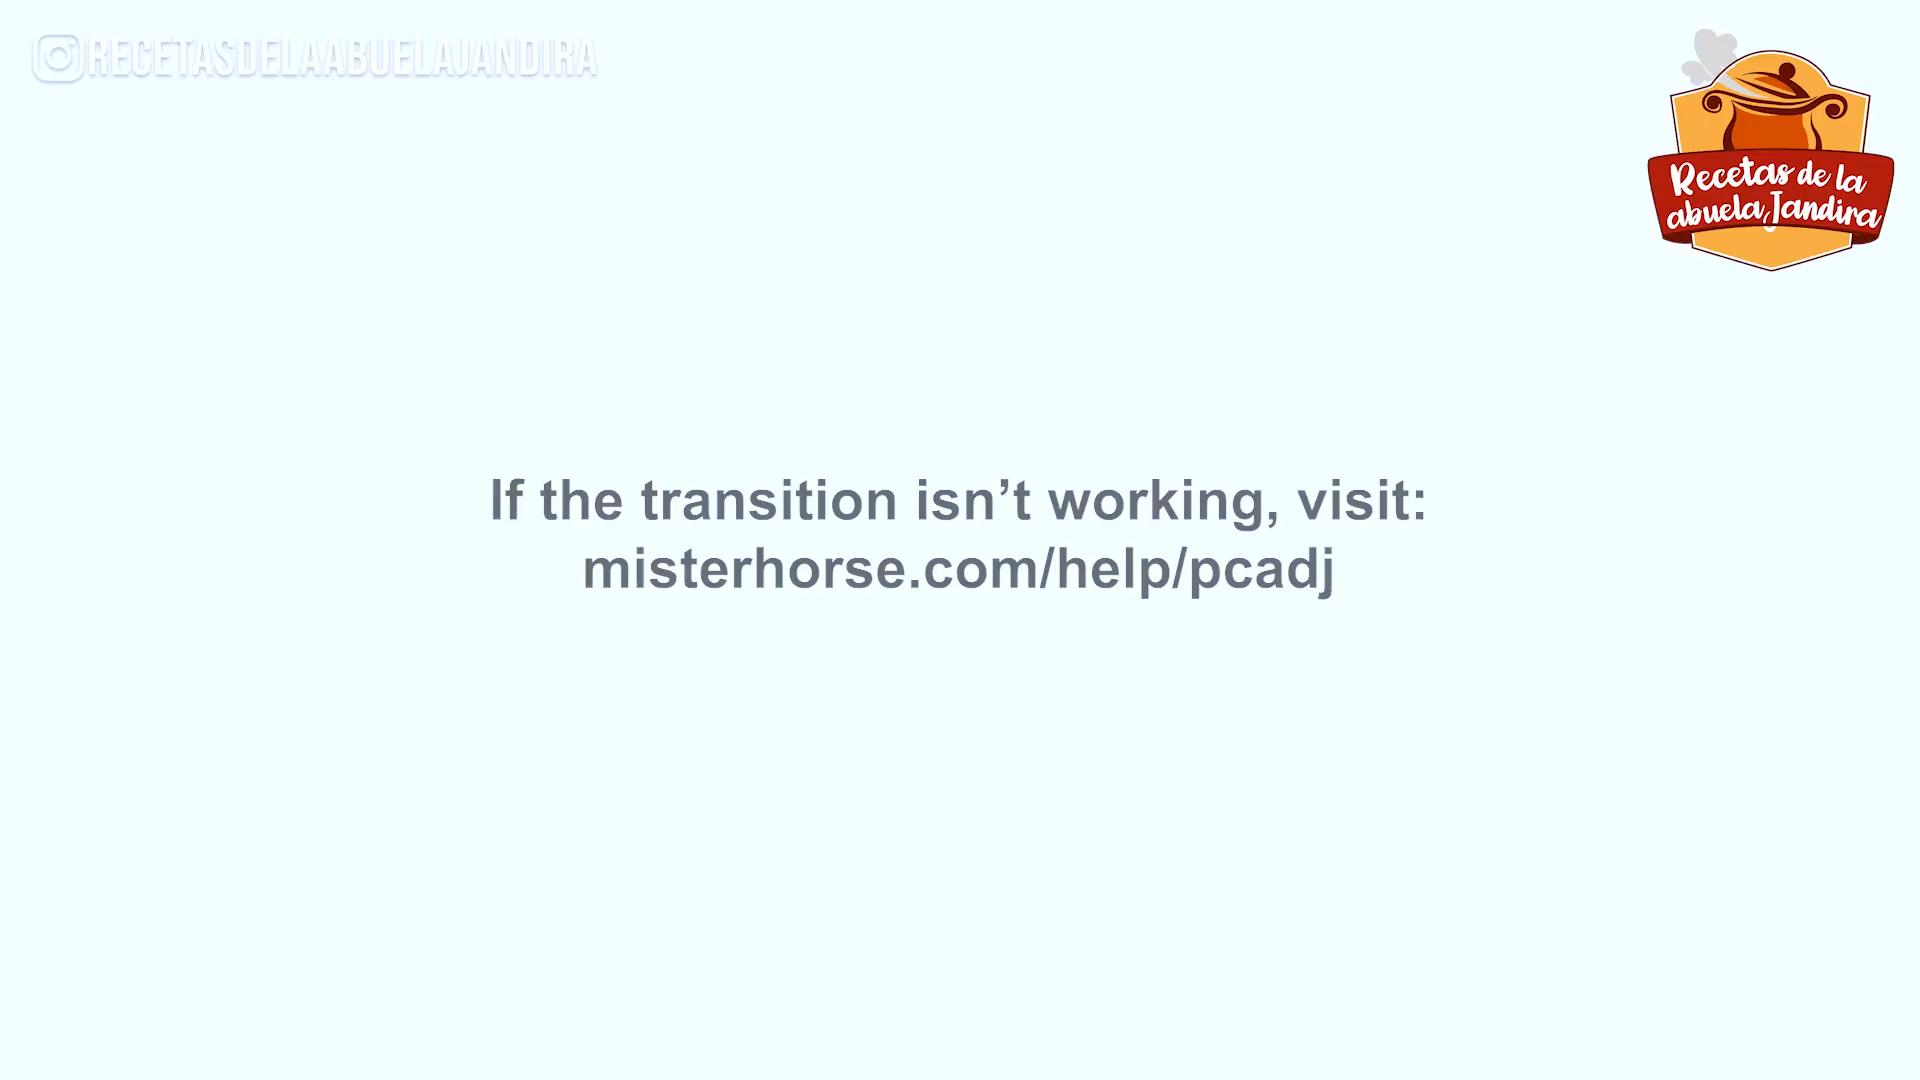 RECETASDELAABUELAJANDIRA
Recetas de la
abuela Jandira
If the transition isn’t working, visit:
misterhorse.com/help/pcadj